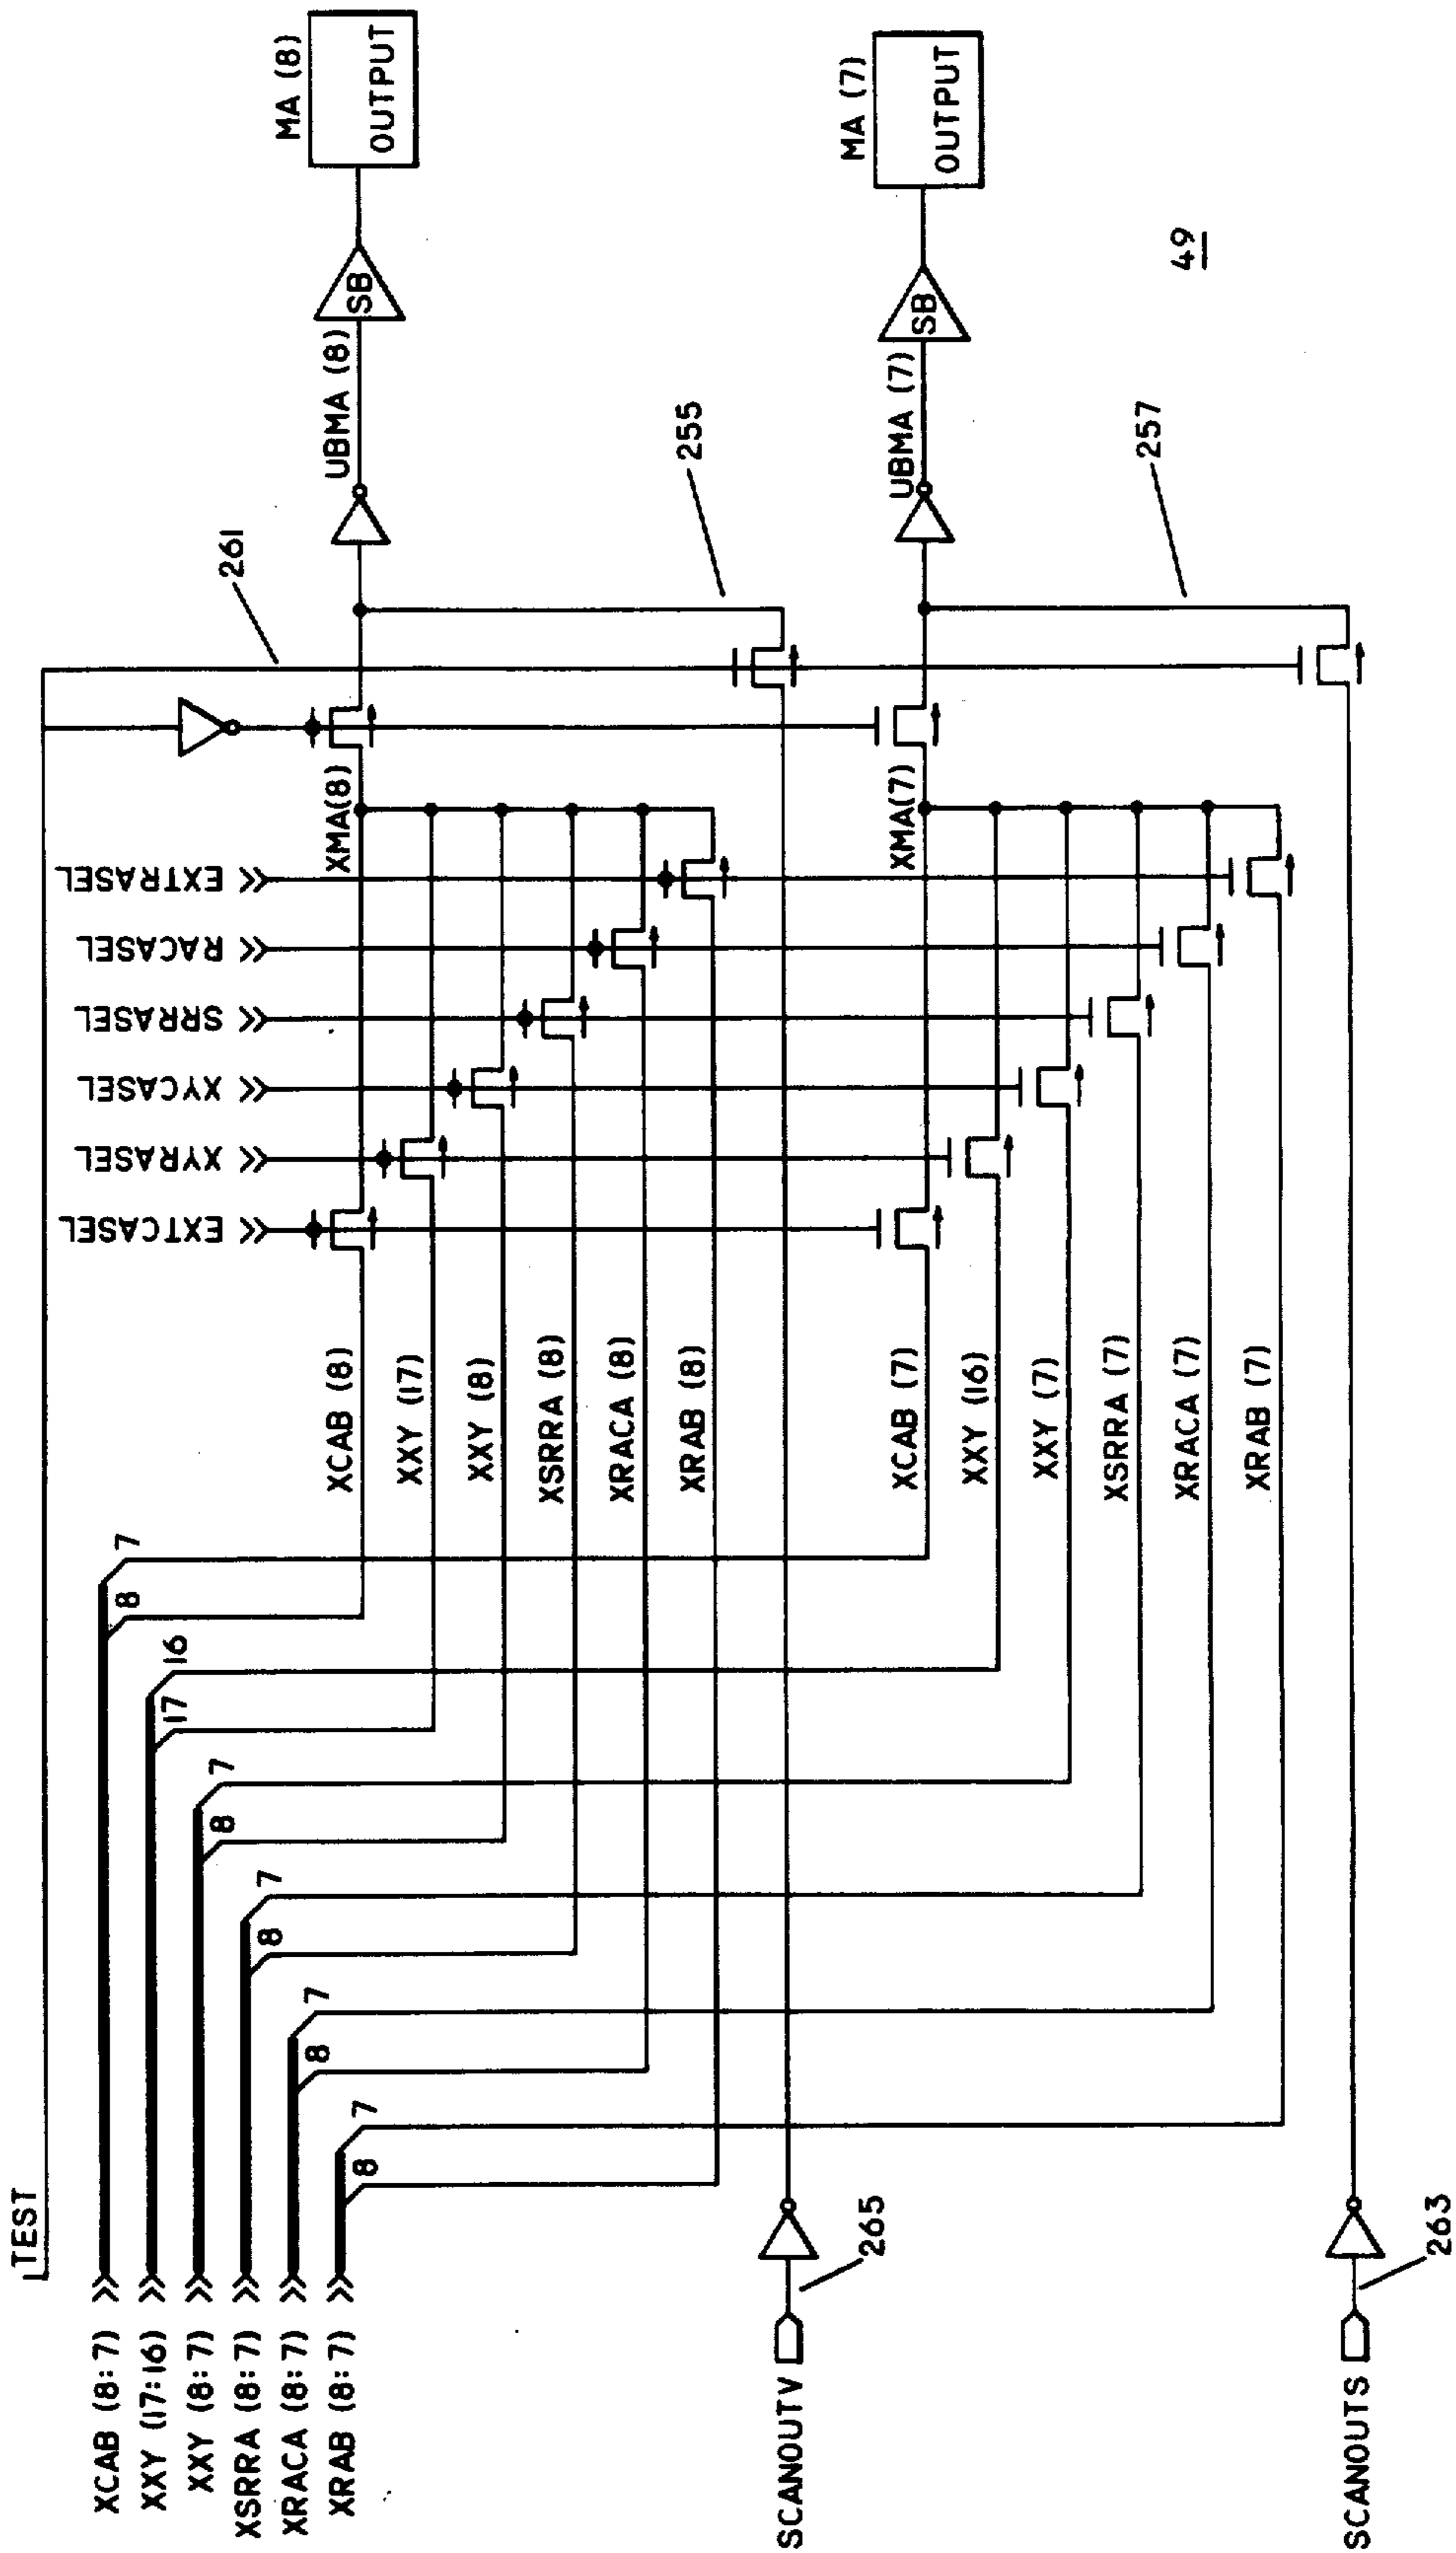 TEST
XCAB (8:7)
XXY (17:16)
XXY (8:7)
XSRRA (8:7)
XRACA (8:7)
XRAB (8:7)
SCANOUTV
SCANOUTS
265
263
8
7
17
16
8
7
8
7
8
7
8
7
XCAB (8)
XXY (17)
XXY (8)
XSRRA (8)
XRACA (8)
XRAB (8)
XCAB (7)
XXY (16)
XXY (7)
XSRRA (7)
XRACA (7)
XRAB (7)
EXTCASEL
XYRASEL
XYCASEL
SRRASEL
RACASEL
EXTRASEL
XMA(8)
XMA(7)
261
255
257
UBMA (8)
UBMA (7)
SB
SB
MA (8)
OUTPUT
MA (7)
OUTPUT
49